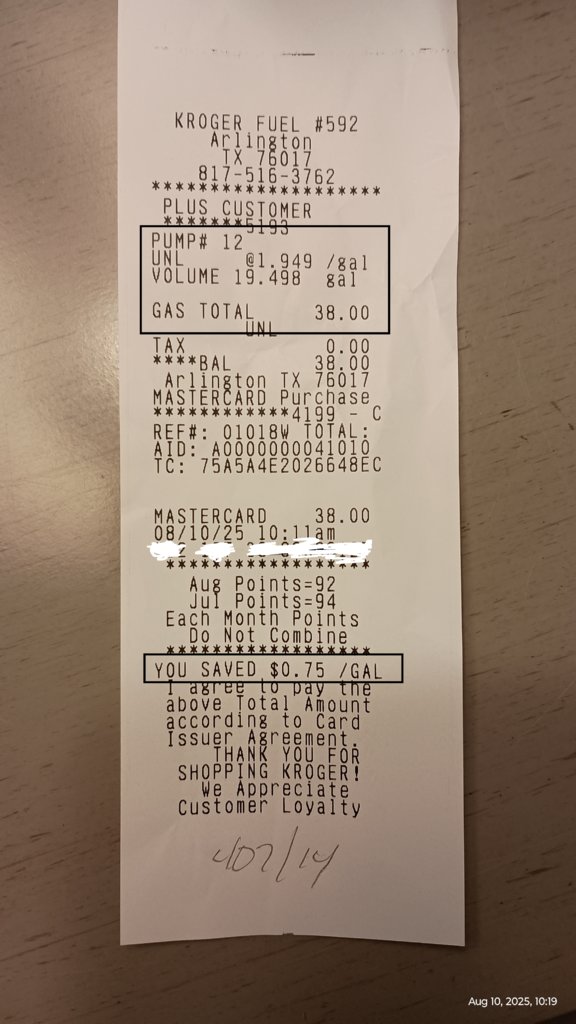 KROGER FUEL #592
Arlington
TX 76017
817-516-3762
********************
PLUS CUSTOMER
*******5193
PUMP# 12
UNL @1.949 /gal
VOLUME 19.498 gal
GAS TOTAL 38.00
UNL
TAX 0.00
****BAL 38.00
Arlington TX 76017
MASTERCARD Purchase
************4199 - C
REF#: 01018W TOTAL:
AID: A0000000041010
TC: 75A5A4E2026648EC
MASTERCARD 38.00
08/10/25 10:11am
******************
Aug Points=92
Jul Points=94
Each Month Points
Do Not Combine
******************
YOU SAVED $0.75 /GAL
I agree to pay the
above Total Amount
according to Card
Issuer Agreement.
THANK YOU FOR
SHOPPING KROGER!
We Appreciate
Customer Loyalty
407/14
Aug 10, 2025, 10:19